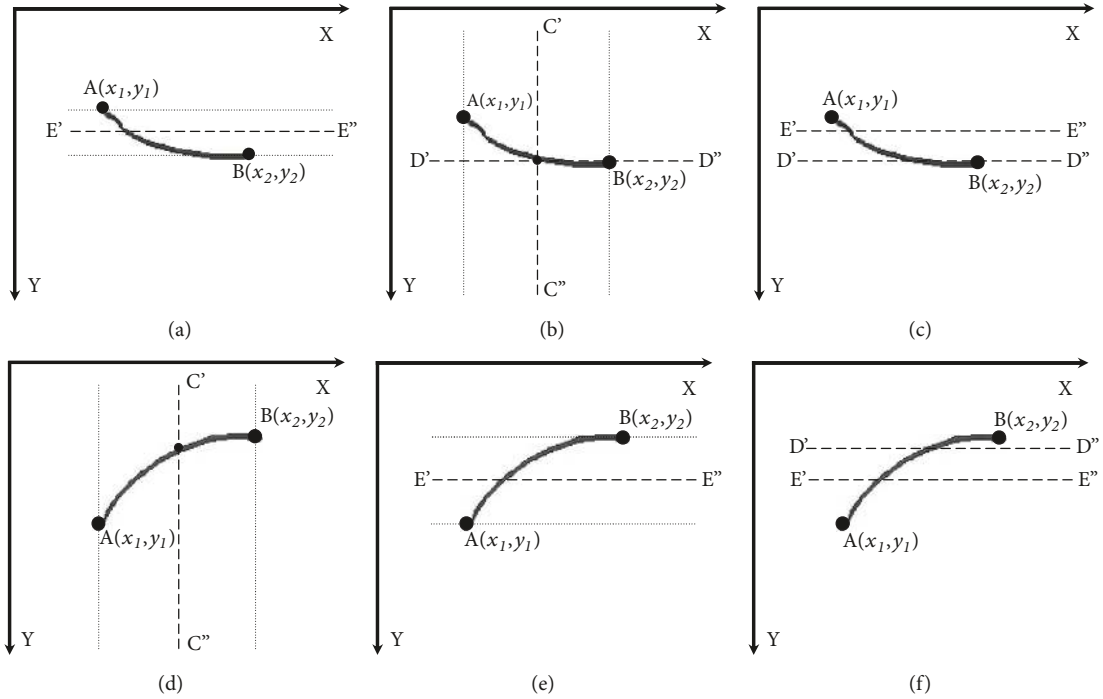 X
A(x1,y1)
E' E"
B(x2,y2)
Y
(a)
C'
X
A(x1,y1)
D' D"
B(x2,y2)
C"
Y
(b)
X
A(x1,y1)
E' E"
D' D"
B(x2,y2)
Y
(c)
X
C'
B(x2,y2)
A(x1,y1)
C"
Y
(d)
X
B(x2,y2)
E' E"
A(x1,y1)
Y
(e)
X
B(x2,y2)
D' D"
E' E"
A(x1,y1)
Y
(f)